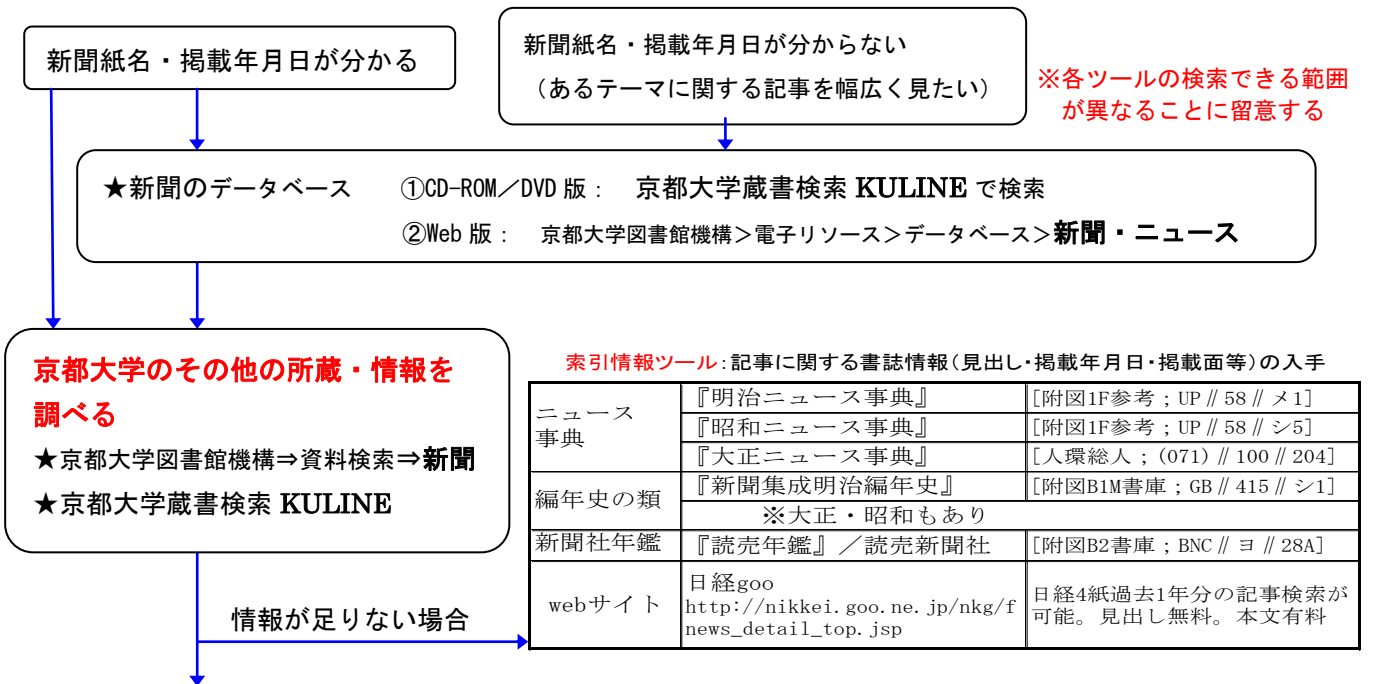 新聞紙名・掲載年月日が分かる
新聞紙名・掲載年月日が分からない
（あるテーマに関する記事を幅広く見たい）
※各ツールの検索できる範囲
が異なることに留意する
★新聞のデータベース ①CD-ROM／DVD版： 京都大学蔵書検索 KULINE で検索
②Web版： 京都大学図書館機構＞電子リソース＞データベース＞新聞・ニュース
京都大学のその他の所蔵・情報を
調べる
★京都大学図書館機構⇒資料検索⇒新聞
★京都大学蔵書検索 KULINE
情報が足りない場合
索引情報ツール：記事に関する書誌情報（見出し・掲載年月日・掲載面等）の入手
ニュース
事典
『明治ニュース事典』 [附図1F参考；UP∥58∥メ1]
『昭和ニュース事典』 [附図1F参考；UP∥58∥シ5]
『大正ニュース事典』 [人環総人；(071)∥100∥204]
編年史の類 『新聞集成明治編年史』 [附図B1M書庫；GB∥415∥シ1]
※大正・昭和もあり
新聞社年鑑 『読売年鑑』／読売新聞社 [附図B2書庫；BNC∥ヨ∥28A]
webサイト
日経goo
http://nikkei.goo.ne.jp/nkg/f
news_detail_top.jsp
日経4紙過去1年分の記事検索が
可能。見出し無料。本文有料